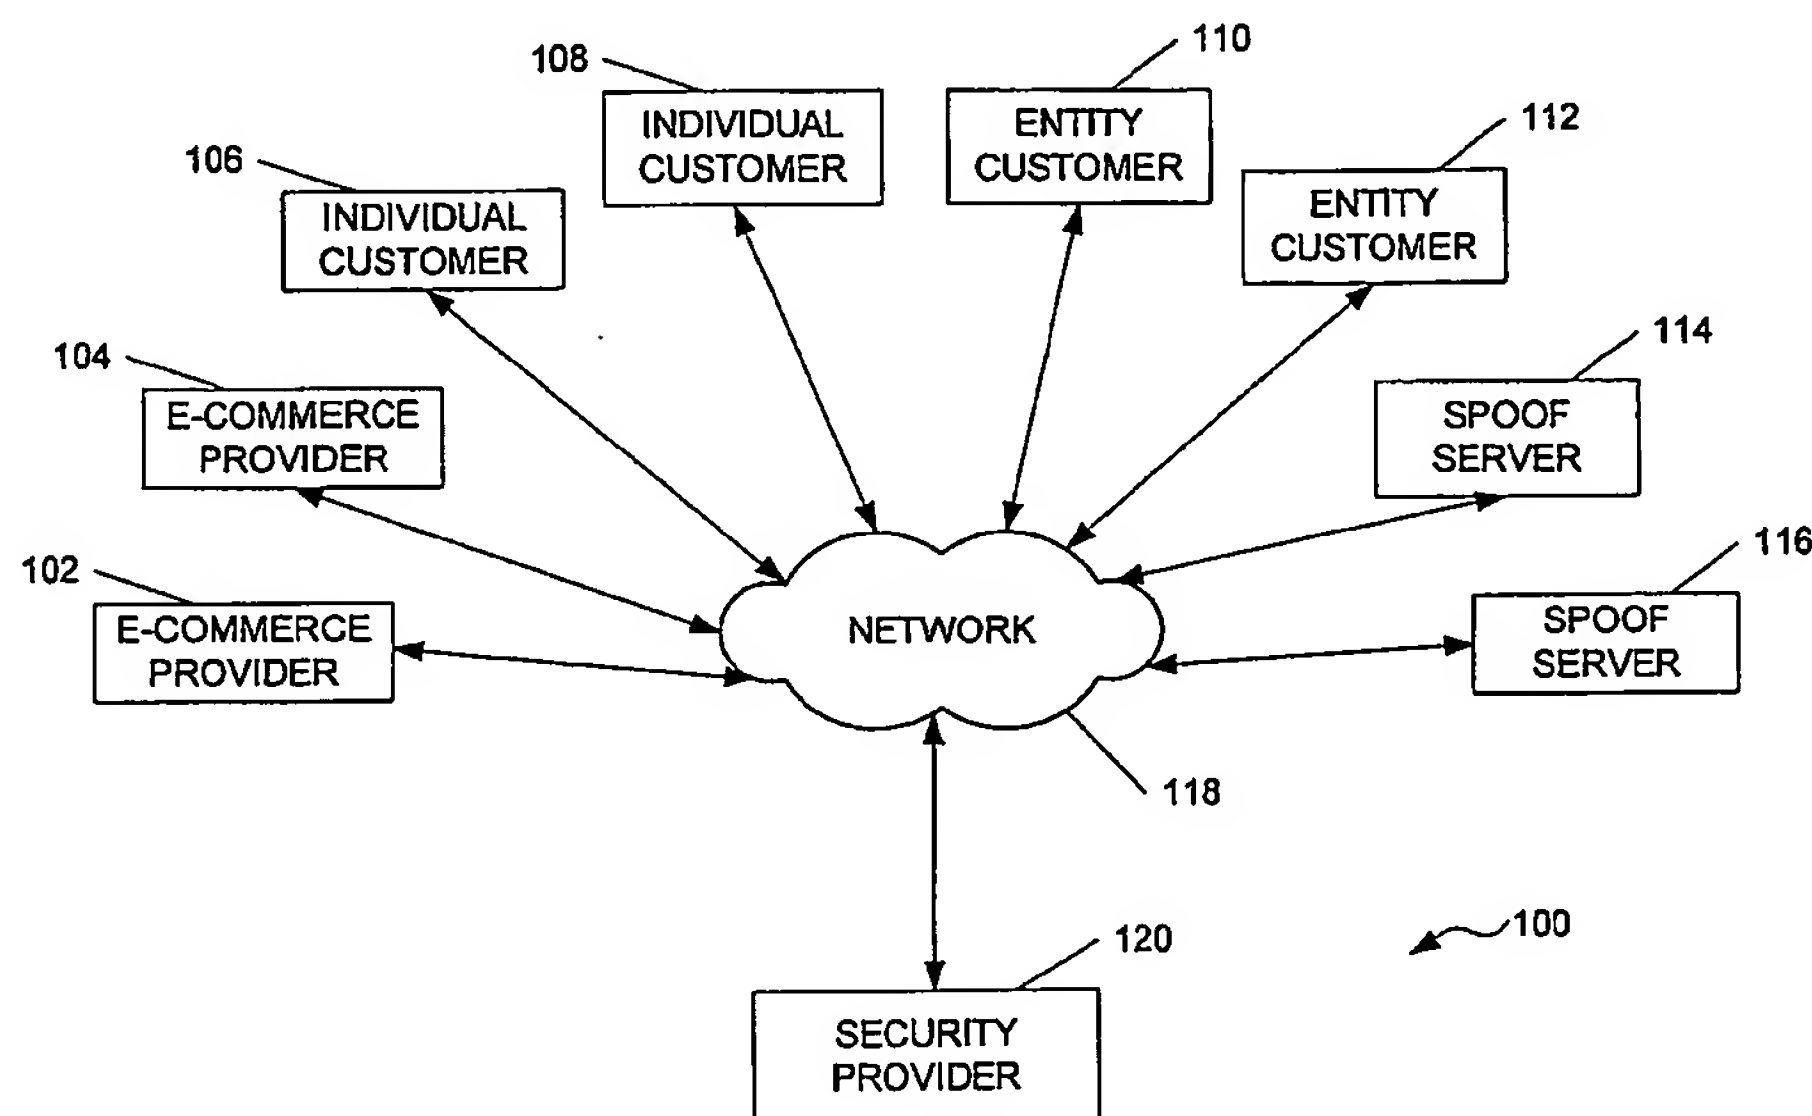 110
108
INDIVIDUAL
CUSTOMER
ENTITY
CUSTOMER
112
106
INDIVIDUAL
CUSTOMER
ENTITY
CUSTOMER
114
104
E-COMMERCE
PROVIDER
SPOOF
SERVER
116
102
E-COMMERCE
PROVIDER
NETWORK
SPOOF
SERVER
118
100
120
SECURITY
PROVIDER